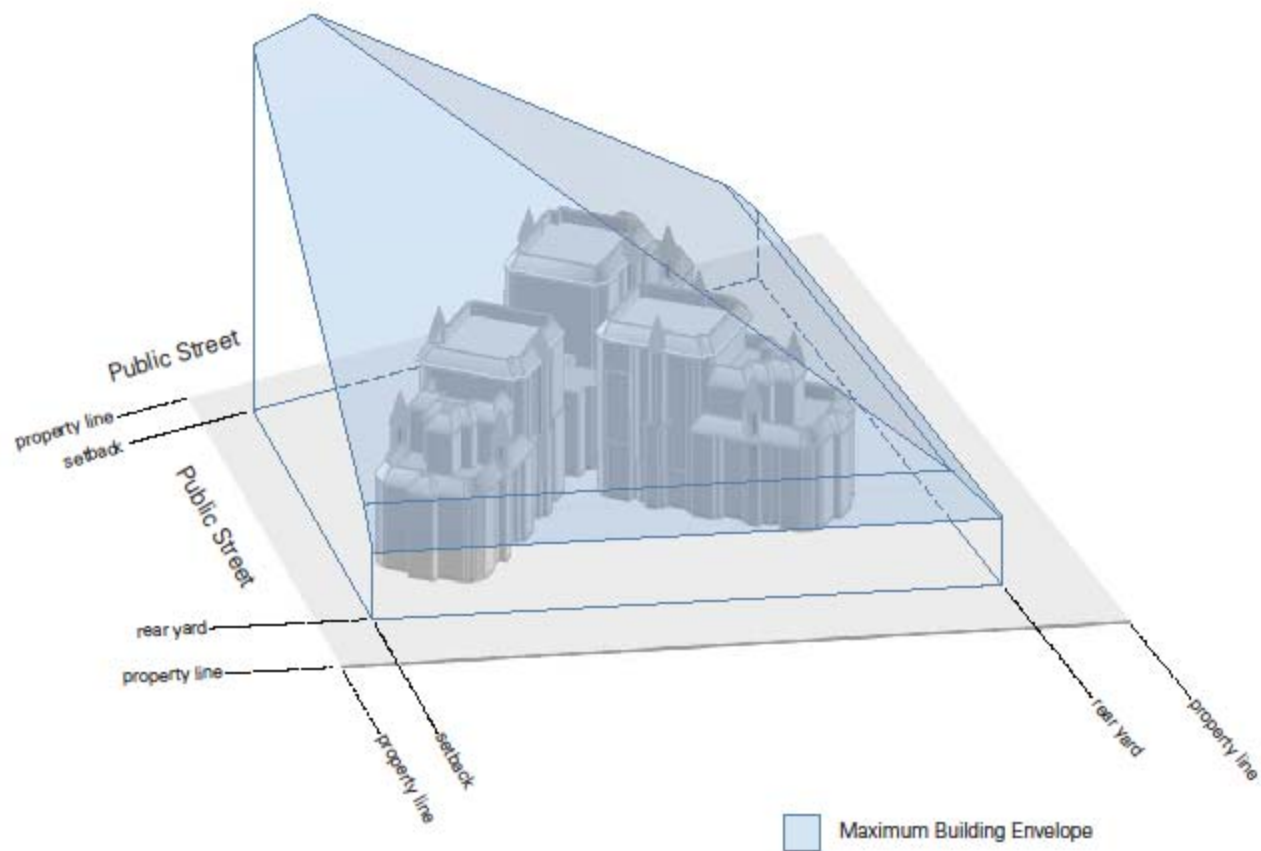 Public Street
property line
setback
Public Street
rear yard
property line
property line
setback
rear yard
property line
Maximum Building Envelope